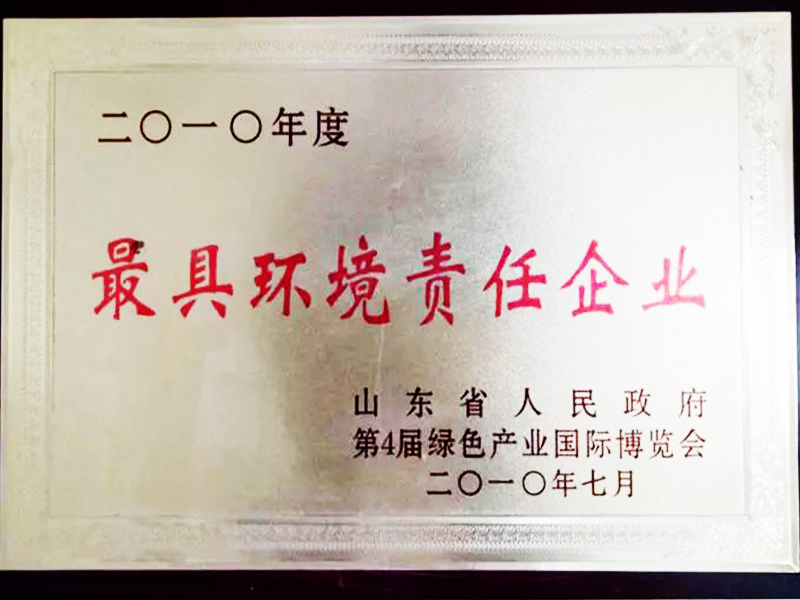 二〇一〇年度
最具环境责任企业
山东省人民政府
第4届绿色产业国际博览会
二〇一〇年七月